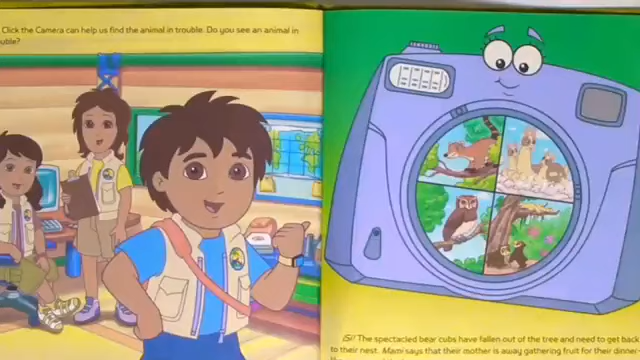 Click the Camera can help us find the animal in trouble. Do you see an animal in
uble?
¡Sí! The spectacled bear cubs have fallen out of the tree and need to get back
to their nest. Mami says that their mother is away gathering fruit for their dinner